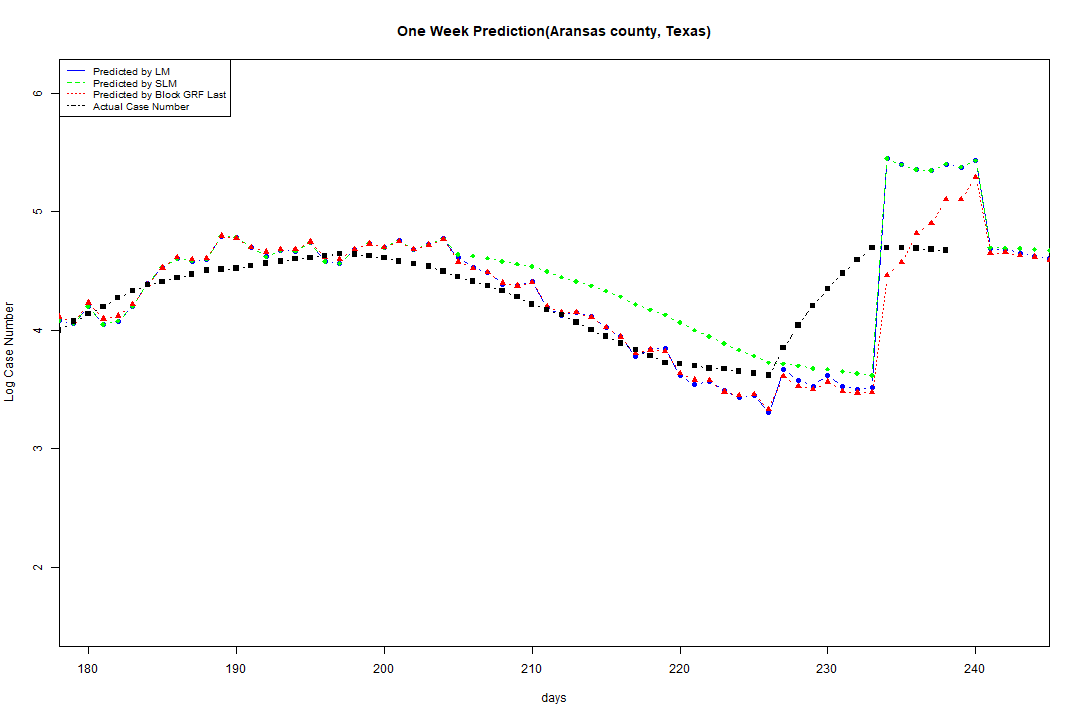 One Week Prediction(Aransas county, Texas)
Predicted by LM
Predicted by SLM
Predicted by Block GRF Last
Actual Case Number
Log Case Number
6
5
4
3
2
180 190 200 210 220 230 240
days